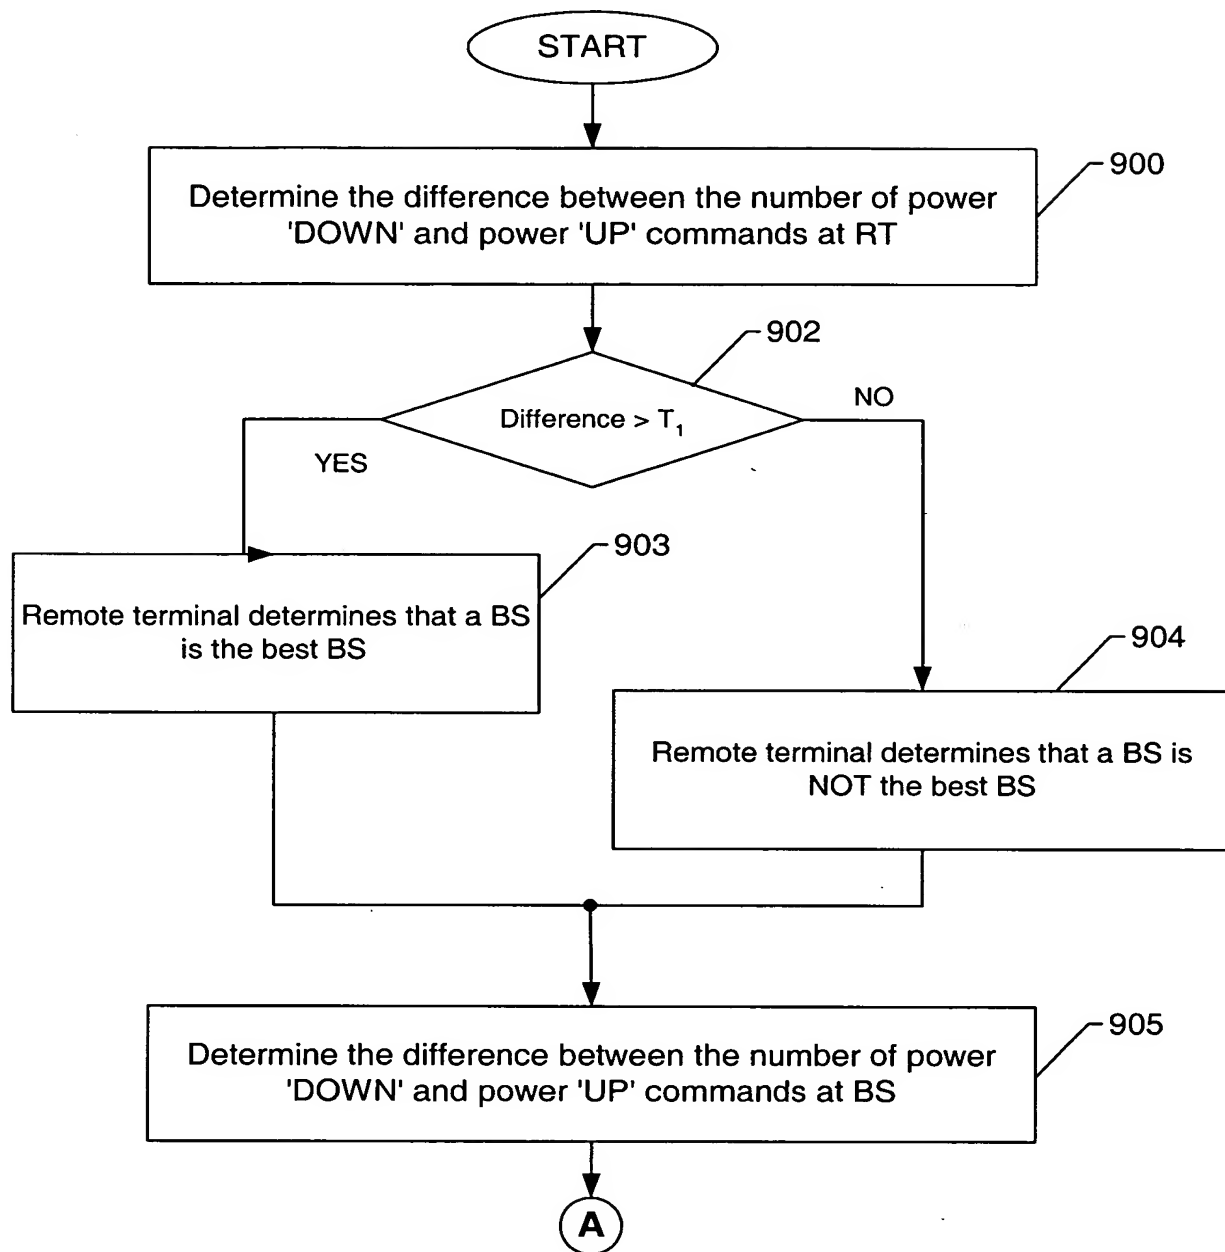 START
900
Determine the difference between the number of power
'DOWN' and power 'UP' commands at RT
902
Difference > T₁
NO
YES
903
Remote terminal determines that a BS
is the best BS
904
Remote terminal determines that a BS is
NOT the best BS
905
Determine the difference between the number of power
'DOWN' and power 'UP' commands at BS
A